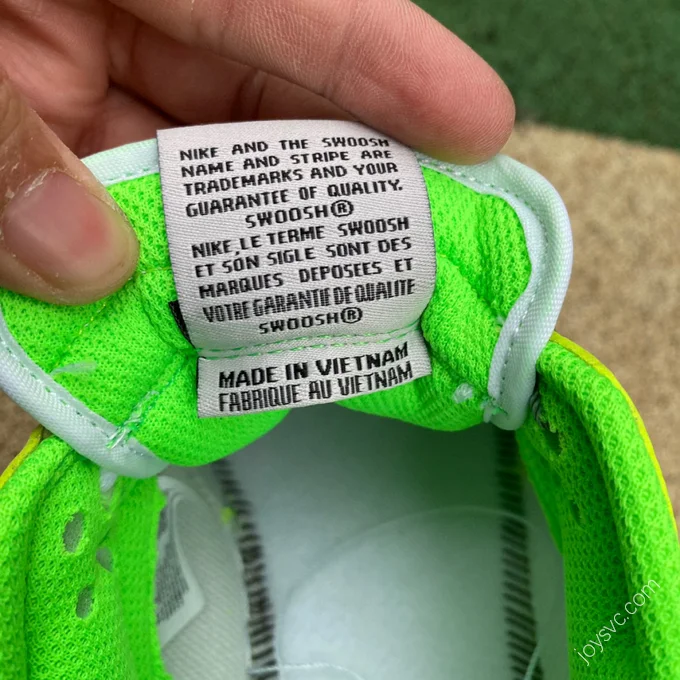 NIKE AND THE SWOOSH
NAME AND STRIPE ARE
TRADEMARKS AND YOUR
GUARANTEE OF QUALITY.
SWOOSH®
NIKE,LE TERME SWOOSH
ET SON SIGLE SONT DES
MARQUES DEPOSEES ET
VOTRE GARANTIE DE QUALITE
SWOOSH®
MADE IN VIETNAM
FABRIQUE AU VIETNAM
joysvc.com